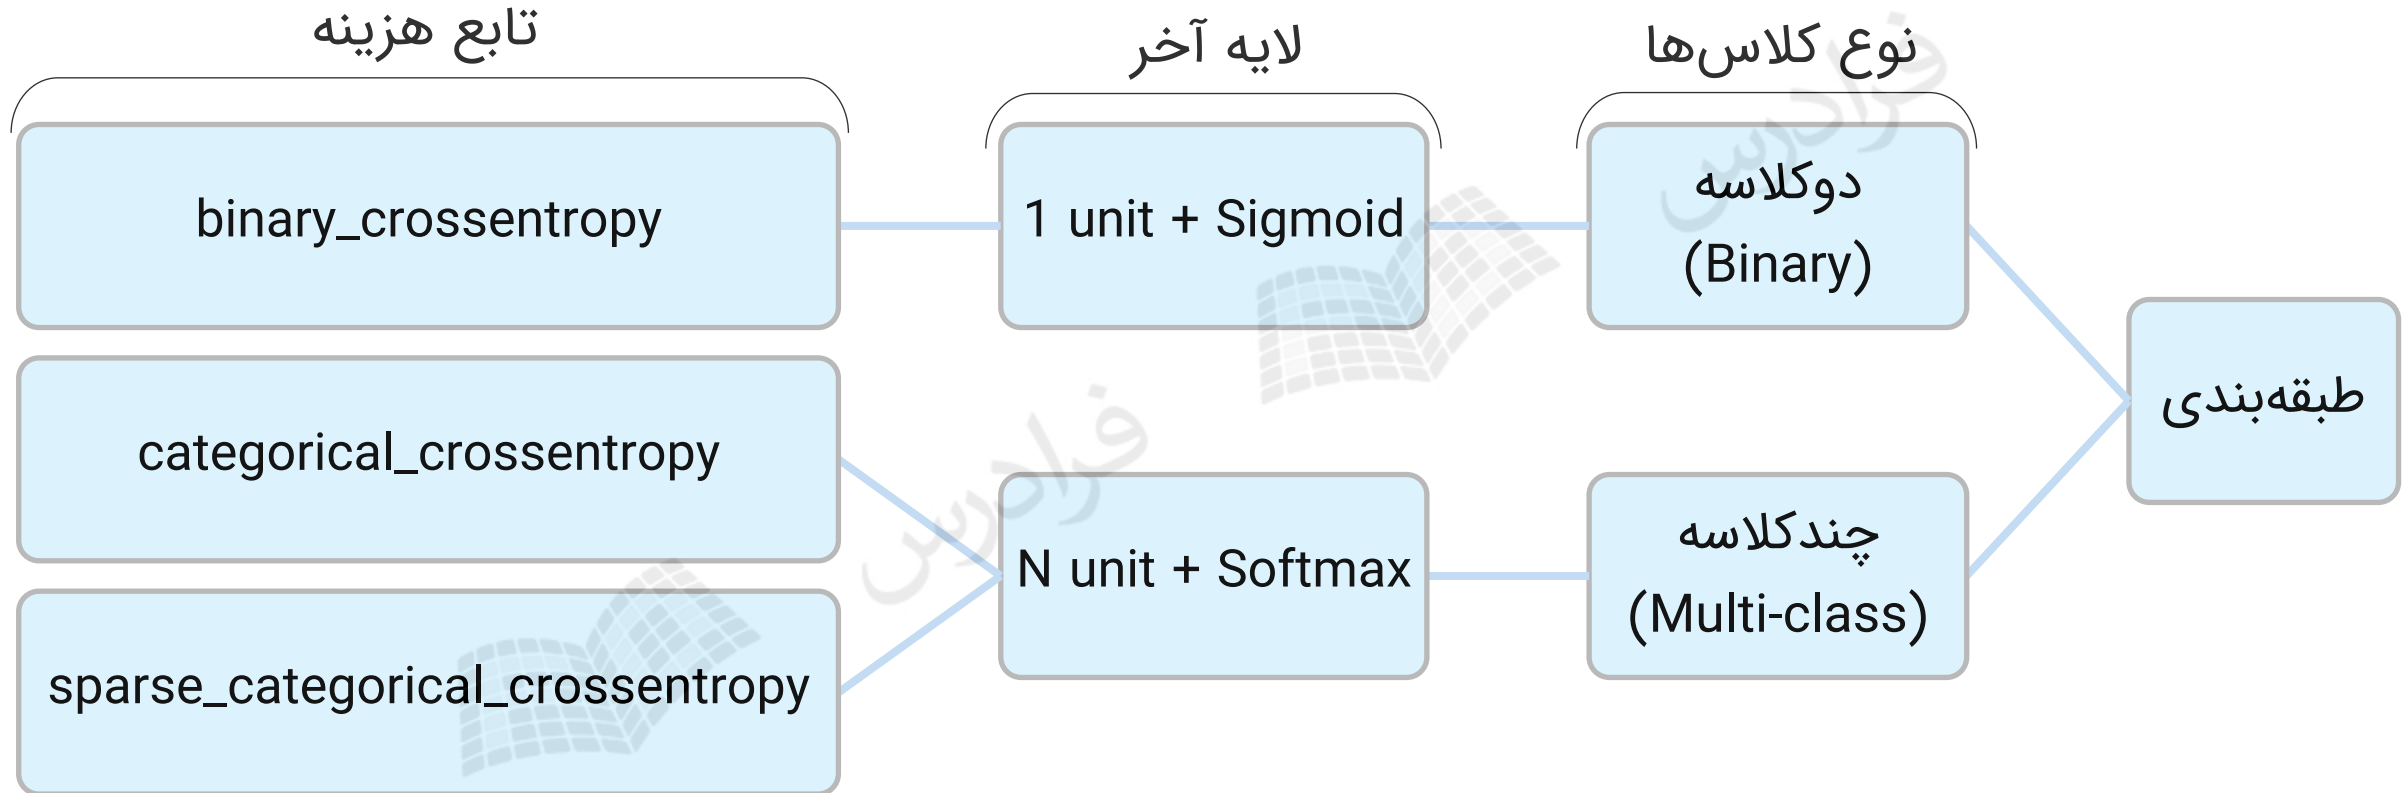 نوع کلاس‌ها
لایه آخر
تابع هزینه
طبقه‌بندی
دوکلاسه
(Binary)
1 unit + Sigmoid
binary_crossentropy
چندکلاسه
(Multi-class)
N unit + Softmax
categorical_crossentropy
sparse_categorical_crossentropy
فرادرس
فرادرس